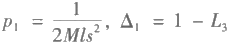 p₁ = 1/(2Mls²), Δ₁ = 1 − L₃